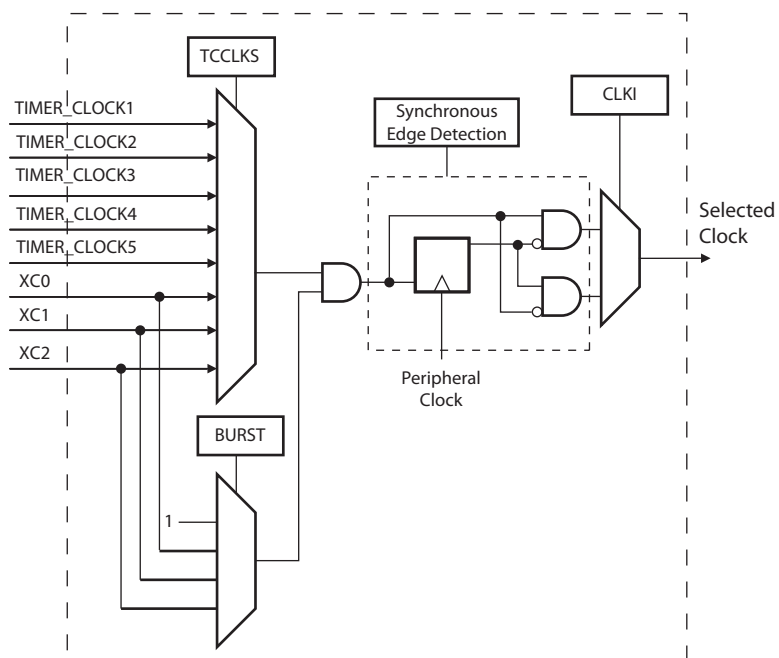 TCCLKS
TIMER_CLOCK1
TIMER_CLOCK2
TIMER_CLOCK3
TIMER_CLOCK4
TIMER_CLOCK5
XC0
XC1
XC2
Synchronous
Edge Detection
CLKI
Selected
Clock
Peripheral
Clock
BURST
1